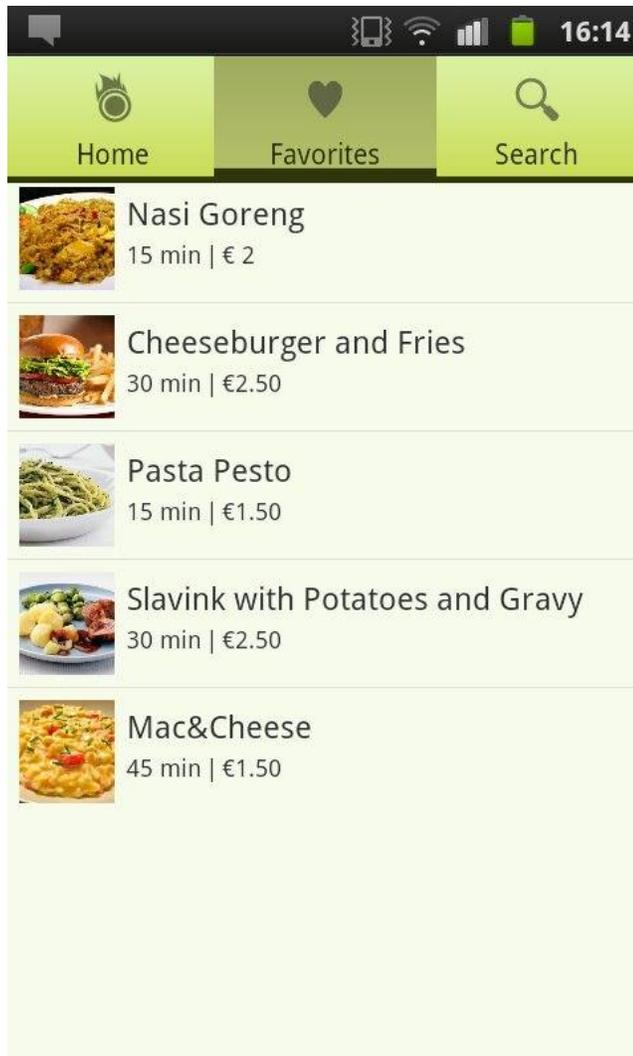 16:14
Home Favorites Search
Nasi Goreng
15 min | € 2
Cheeseburger and Fries
30 min | €2.50
Pasta Pesto
15 min | €1.50
Slavink with Potatoes and Gravy
30 min | €2.50
Mac&Cheese
45 min | €1.50